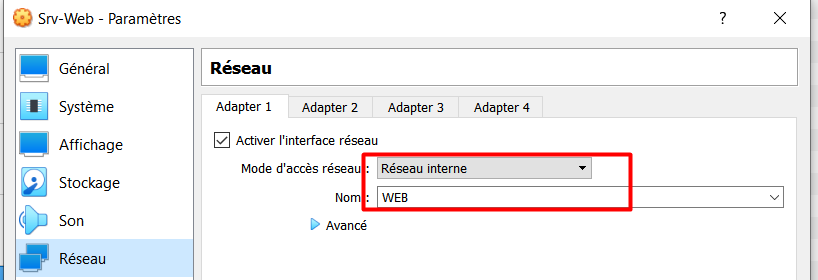 Srv-Web - Paramètres ? ×
Général
Système
Affichage
Stockage
Son
Réseau
Réseau
Adapter 1 Adapter 2 Adapter 3 Adapter 4
Activer l'interface réseau
Mode d'accès réseau : Réseau interne
Nom : WEB
Avancé